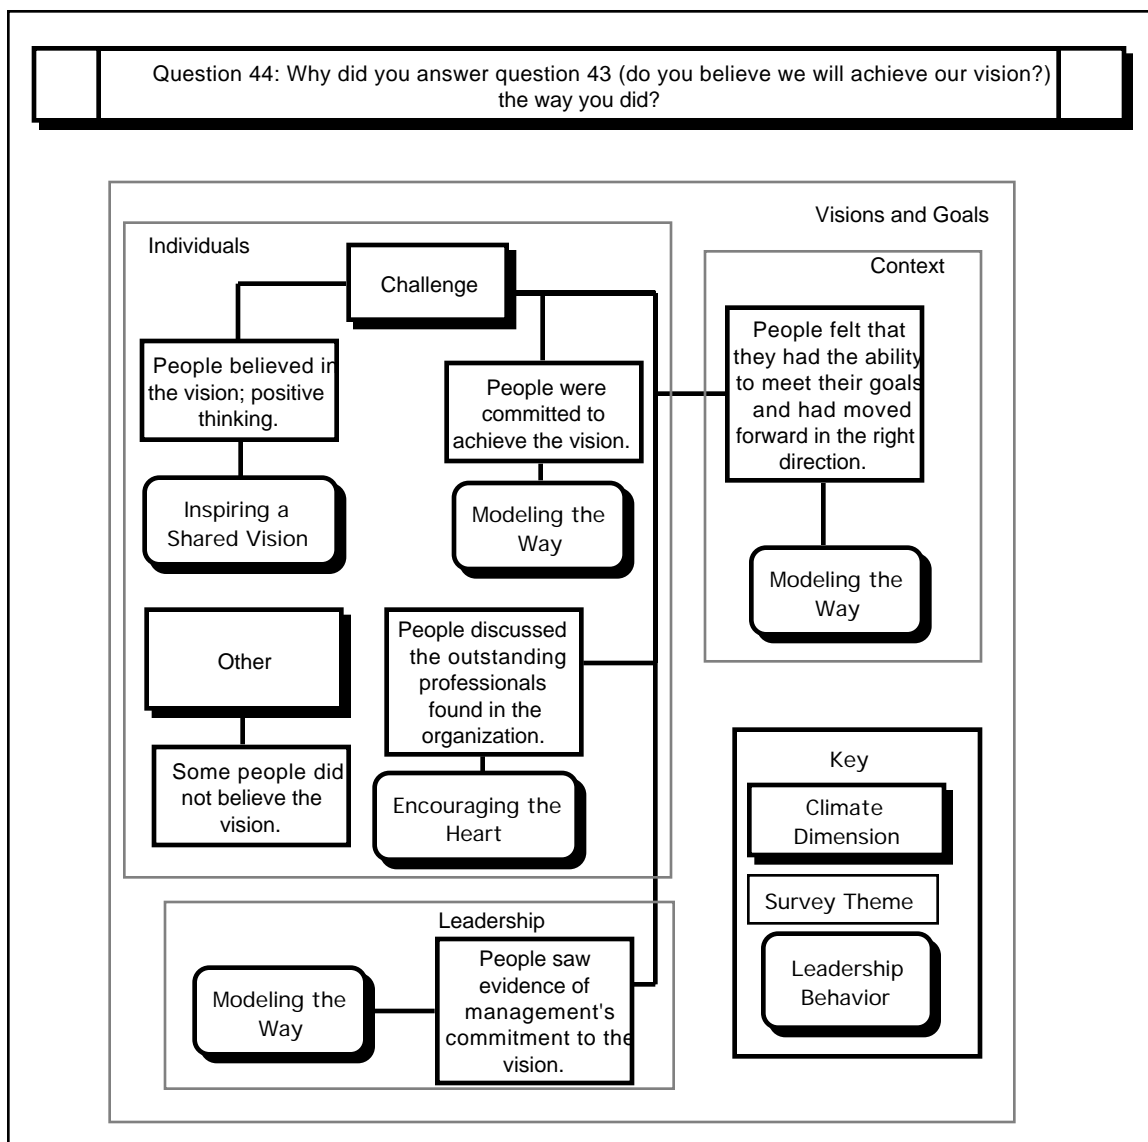 Question 44: Why did you answer question 43 (do you believe we will achieve our vision?)
the way you did?
Visions and Goals
Individuals
Challenge
People believed in
the vision; positive
thinking.
Inspiring a
Shared Vision
People were
committed to
achieve the vision.
Modeling the
Way
Other
Some people did
not believe the
vision.
People discussed
the outstanding
professionals
found in the
organization.
Encouraging the
Heart
Context
People felt that
they had the ability
to meet their goals
and had moved
forward in the right
direction.
Modeling the
Way
Leadership
Modeling the
Way
People saw
evidence of
management's
commitment to the
vision.
Key
Climate
Dimension
Survey Theme
Leadership
Behavior